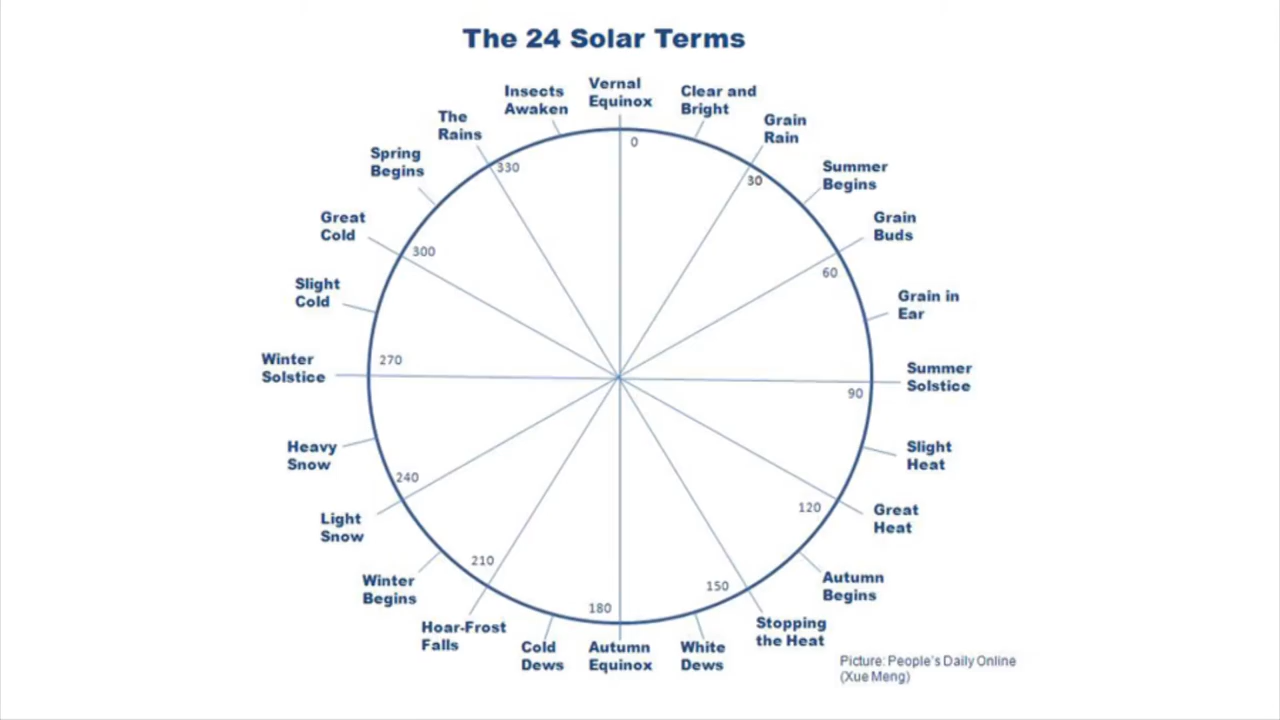 The 24 Solar Terms
Vernal
Equinox
Clear and
Bright
Grain
Rain
Summer
Begins
Grain
Buds
Grain in
Ear
Summer
Solstice
Slight
Heat
Great
Heat
Autumn
Begins
Stopping
the Heat
White
Dews
Autumn
Equinox
Cold
Dews
Hoar-Frost
Falls
Winter
Begins
Light
Snow
Heavy
Snow
Winter
Solstice
Slight
Cold
Great
Cold
Spring
Begins
The
Rains
Insects
Awaken
0
30
60
90
120
150
180
210
240
270
300
330
Picture: People's Daily Online
(Xue Meng)